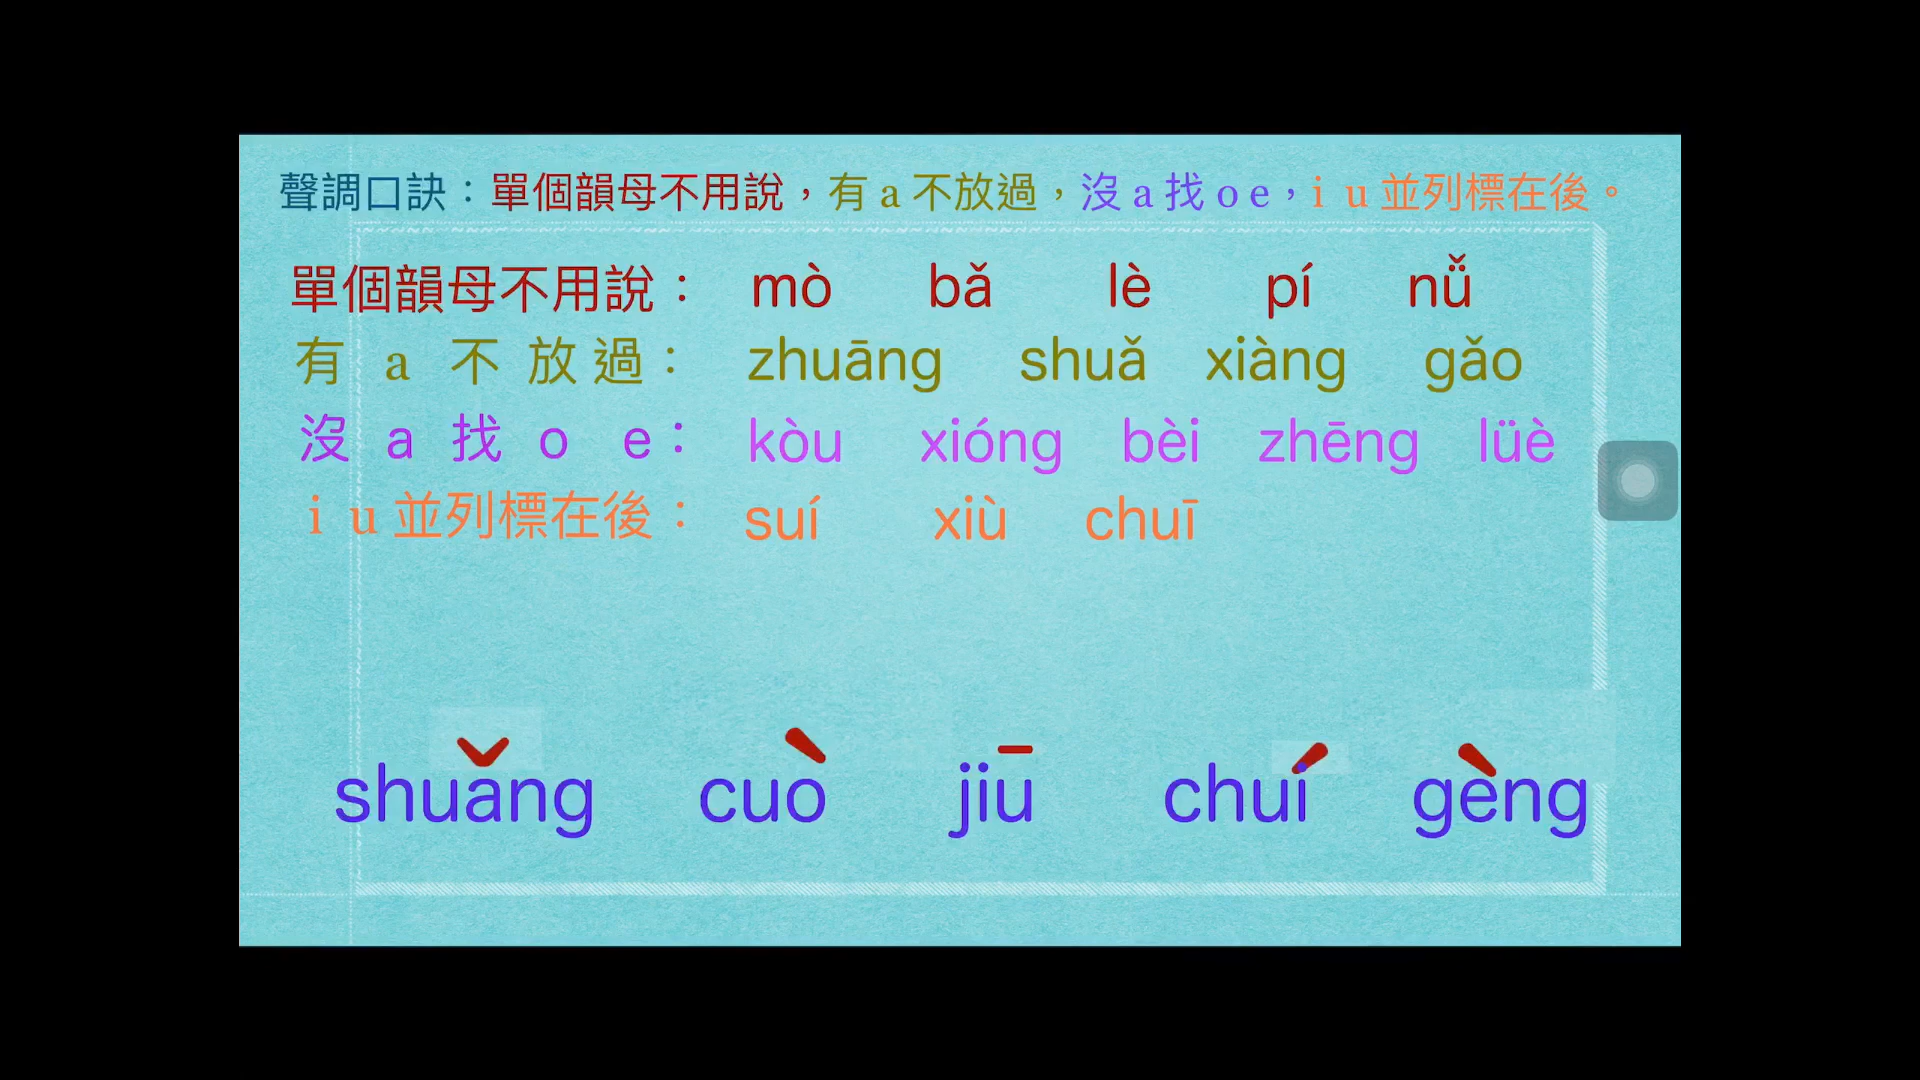 聲調口訣：單個韻母不用說，有 a 不放過，沒 a 找 o e，i u 並列標在後。
單個韻母不用說： mò bǎ lè pí nǚ
有 a 不放過： zhuāng shuǎ xiàng gǎo
沒 a 找 o e： kòu xióng bèi zhēng lüè
i u 並列標在後： suí xiù chuī
shuǎng cuò jiū chuí gèng